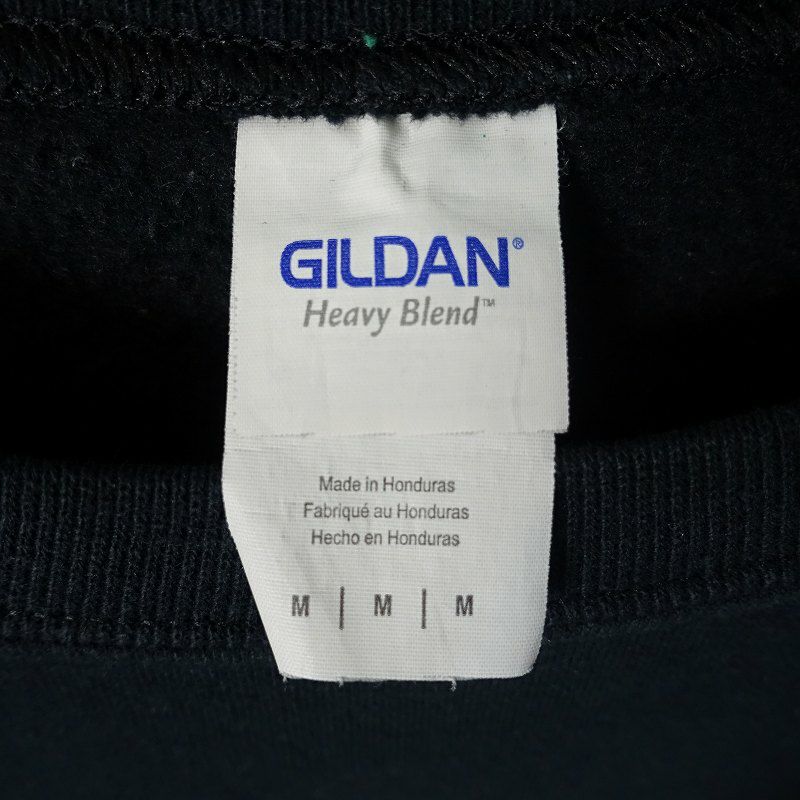 GILDAN®
Heavy Blend™
Made in Honduras
Fabriqué au Honduras
Hecho en Honduras
M | M | M